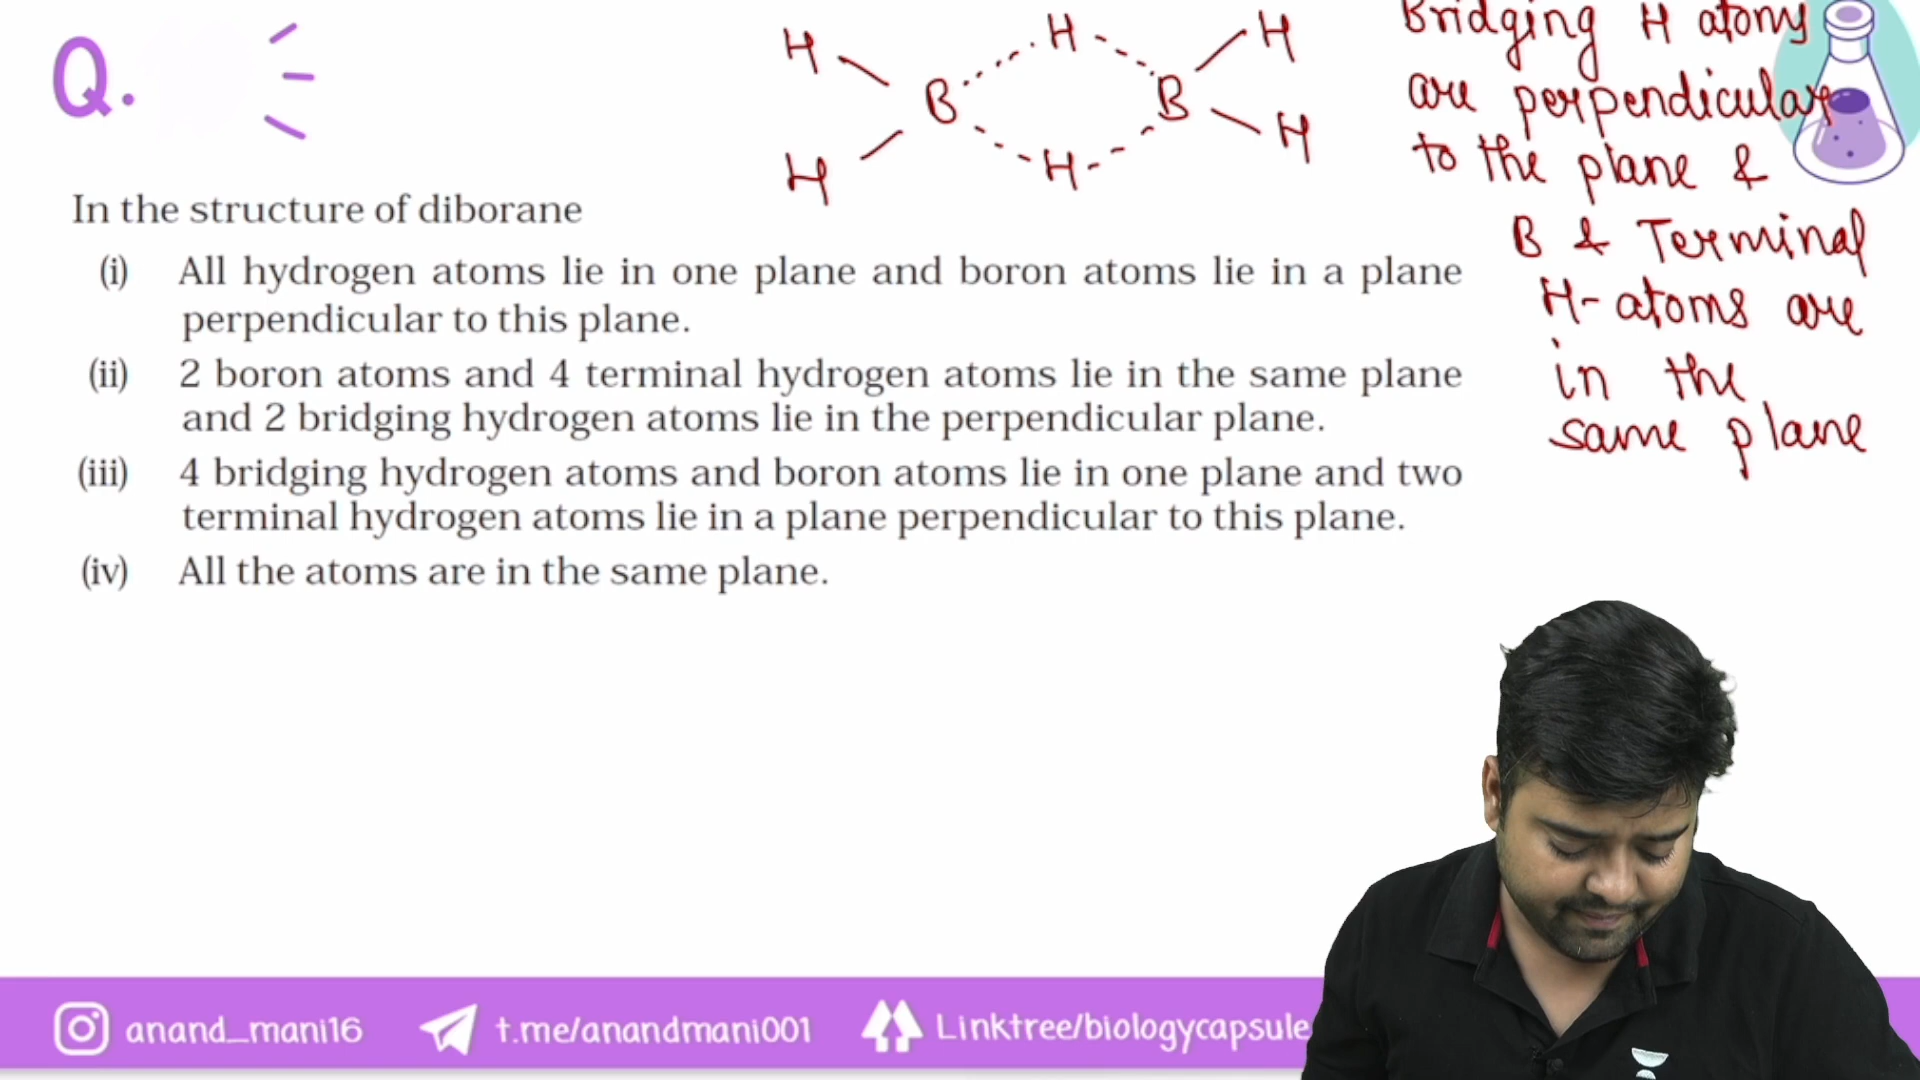 Q.
H H H
B B
H H H
Bridging H atoms
are perpendicular
to the plane &
B & Terminal
H-atoms are
in the
same plane
In the structure of diborane
(i) All hydrogen atoms lie in one plane and boron atoms lie in a plane
perpendicular to this plane.
(ii) 2 boron atoms and 4 terminal hydrogen atoms lie in the same plane
and 2 bridging hydrogen atoms lie in the perpendicular plane.
(iii) 4 bridging hydrogen atoms and boron atoms lie in one plane and two
terminal hydrogen atoms lie in a plane perpendicular to this plane.
(iv) All the atoms are in the same plane.
anand_mani16 t.me/anandmani001 Linktree/biologycapsule